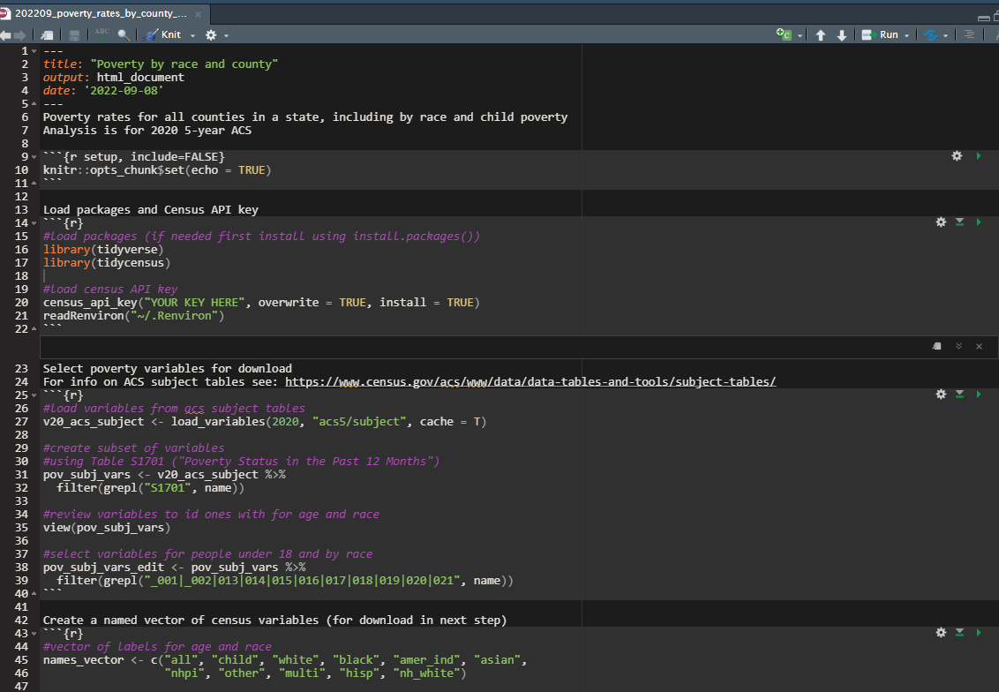 202209_poverty_rates_by_county_...
ABC Knit Run
1 ---
2 title: "Poverty by race and county"
3 output: html_document
4 date: '2022-09-08'
5 ---
6 Poverty rates for all counties in a state, including by race and child poverty
7 Analysis is for 2020 5-year ACS
8
9 ```{r setup, include=FALSE}
10 knitr::opts_chunk$set(echo = TRUE)
11 ```
12
13 Load packages and Census API key
14 ```{r}
15 #load packages (if needed first install using install.packages())
16 library(tidyverse)
17 library(tidycensus)
18
19 #load census API key
20 census_api_key("YOUR KEY HERE", overwrite = TRUE, install = TRUE)
21 readRenviron("~/.Renviron")
22 ```
23 Select poverty variables for download
24 For info on ACS subject tables see: https://www.census.gov/acs/www/data/data-tables-and-tools/subject-tables/
25 ```{r}
26 #load variables from acs subject tables
27 v20_acs_subject <- load_variables(2020, "acs5/subject", cache = T)
28
29 #create subset of variables
30 #using Table S1701 ("Poverty Status in the Past 12 Months")
31 pov_subj_vars <- v20_acs_subject %>%
32   filter(grepl("S1701", name))
33
34 #review variables to id ones with for age and race
35 view(pov_subj_vars)
36
37 #select variables for people under 18 and by race
38 pov_subj_vars_edit <- pov_subj_vars %>%
39   filter(grepl("_001|_002|013|014|015|016|017|018|019|020|021", name))
40 ```
41
42 Create a named vector of census variables (for download in next step)
43 ```{r}
44 #vector of labels for age and race
45 names_vector <- c("all", "child", "white", "black", "amer_ind", "asian",
46                   "nhpi", "other", "multi", "hisp", "nh_white")
47